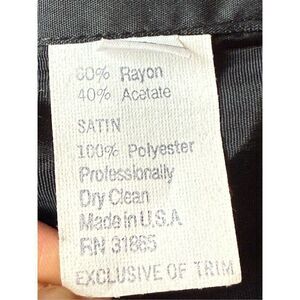 60% Rayon
40% Acetate
SATIN
100% Polyester
Professionally
Dry Clean
Made in U.S.A
RN 31865
EXCLUSIVE OF TRIM